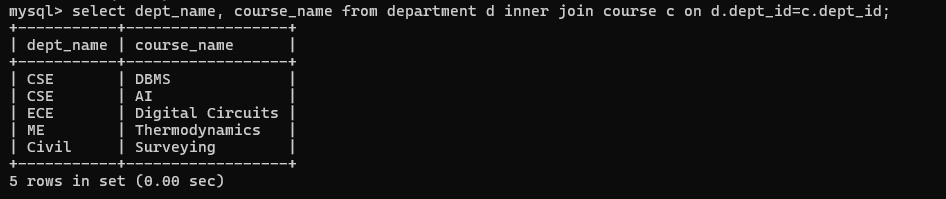 mysql> select dept_name, course_name from department d inner join course c on d.dept_id=c.dept_id;
+-----------+------------------+
| dept_name | course_name      |
+-----------+------------------+
| CSE       | DBMS             |
| CSE       | AI               |
| ECE       | Digital Circuits |
| ME        | Thermodynamics   |
| Civil     | Surveying        |
+-----------+------------------+
5 rows in set (0.00 sec)